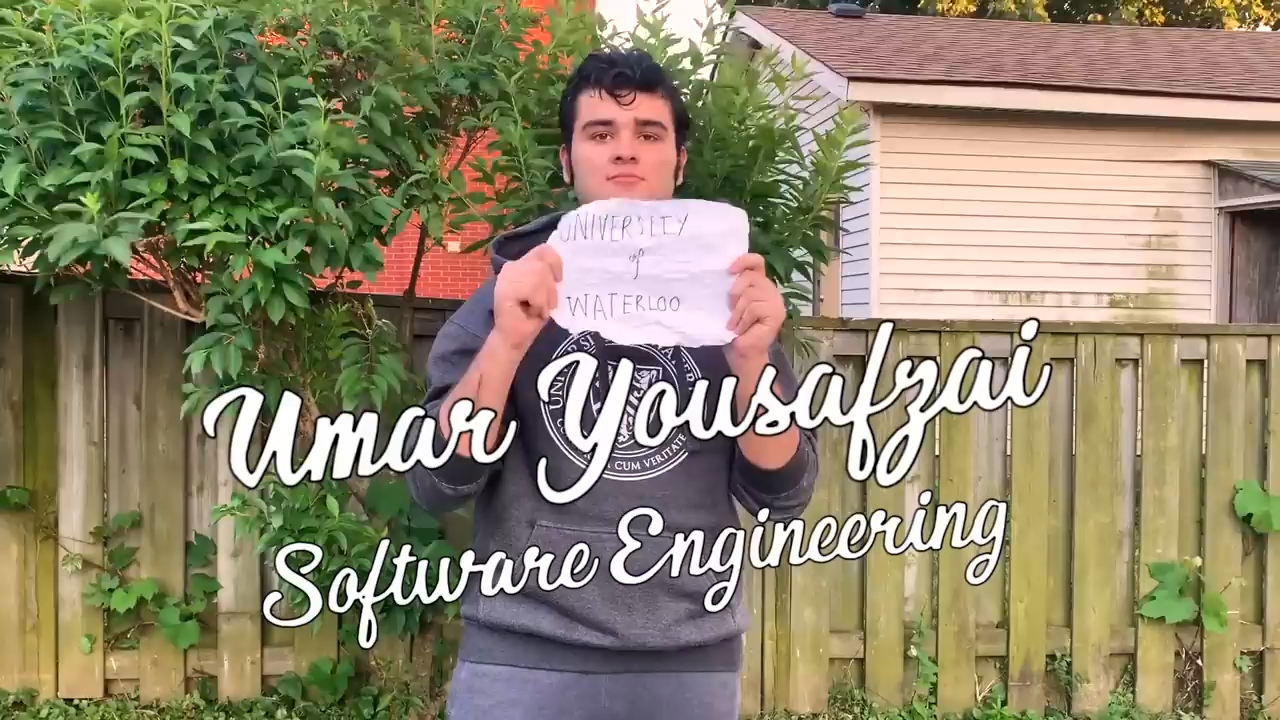 UNIVERSITY
of
WATERLOO
CUM VERITATE
Umar Yousafzai
Software Engineering